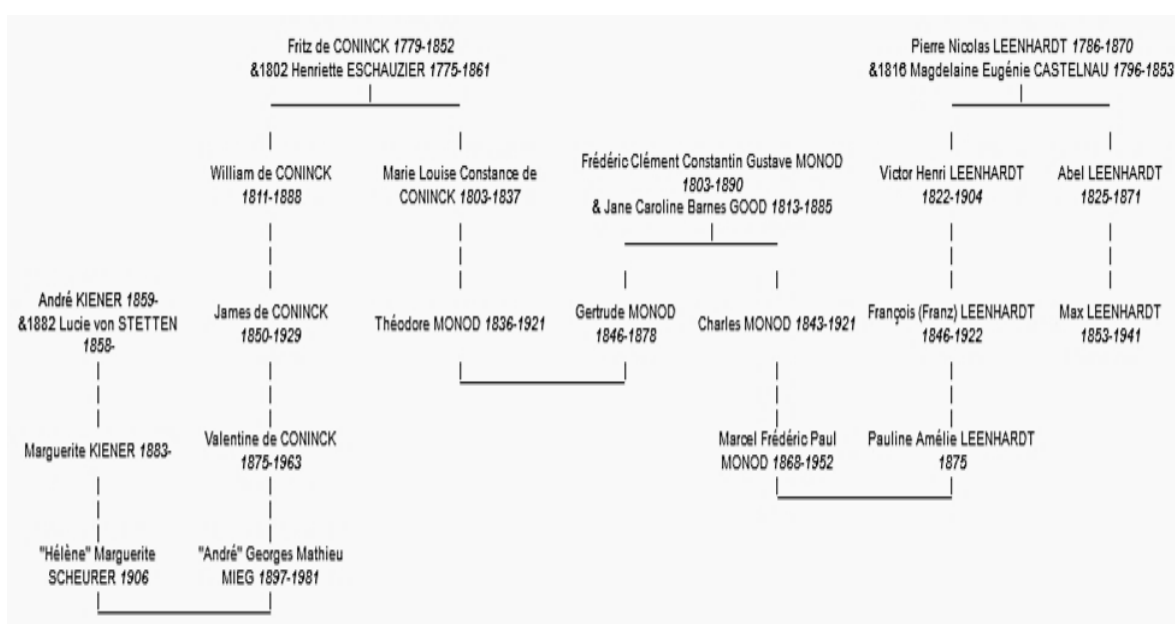 Fritz de CONINCK 1779-1852
&1802 Henriette ESCHAUZIER 1775-1861
Pierre Nicolas LEENHARDT 1786-1870
&1816 Magdelaine Eugénie CASTELNAU 1796-1853
William de CONINCK
1811-1888
Marie Louise Constance de
CONINCK 1803-1837
Frédéric Clément Constantin Gustave MONOD
1803-1890
& Jane Caroline Barnes GOOD 1813-1885
Victor Henri LEENHARDT
1822-1904
Abel LEENHARDT
1825-1871
André KIENER 1859-
&1882 Lucie von STETTEN
1858-
James de CONINCK
1850-1929
Théodore MONOD 1836-1921
Gertrude MONOD
1846-1878
Charles MONOD 1843-1921
François (Franz) LEENHARDT
1846-1922
Max LEENHARDT
1853-1941
Marguerite KIENER 1883-
Valentine de CONINCK
1875-1963
Marcel Frédéric Paul
MONOD 1868-1952
Pauline Amélie LEENHARDT
1875
"Hélène" Marguerite
SCHEURER 1906
"André" Georges Mathieu
MIEG 1897-1981